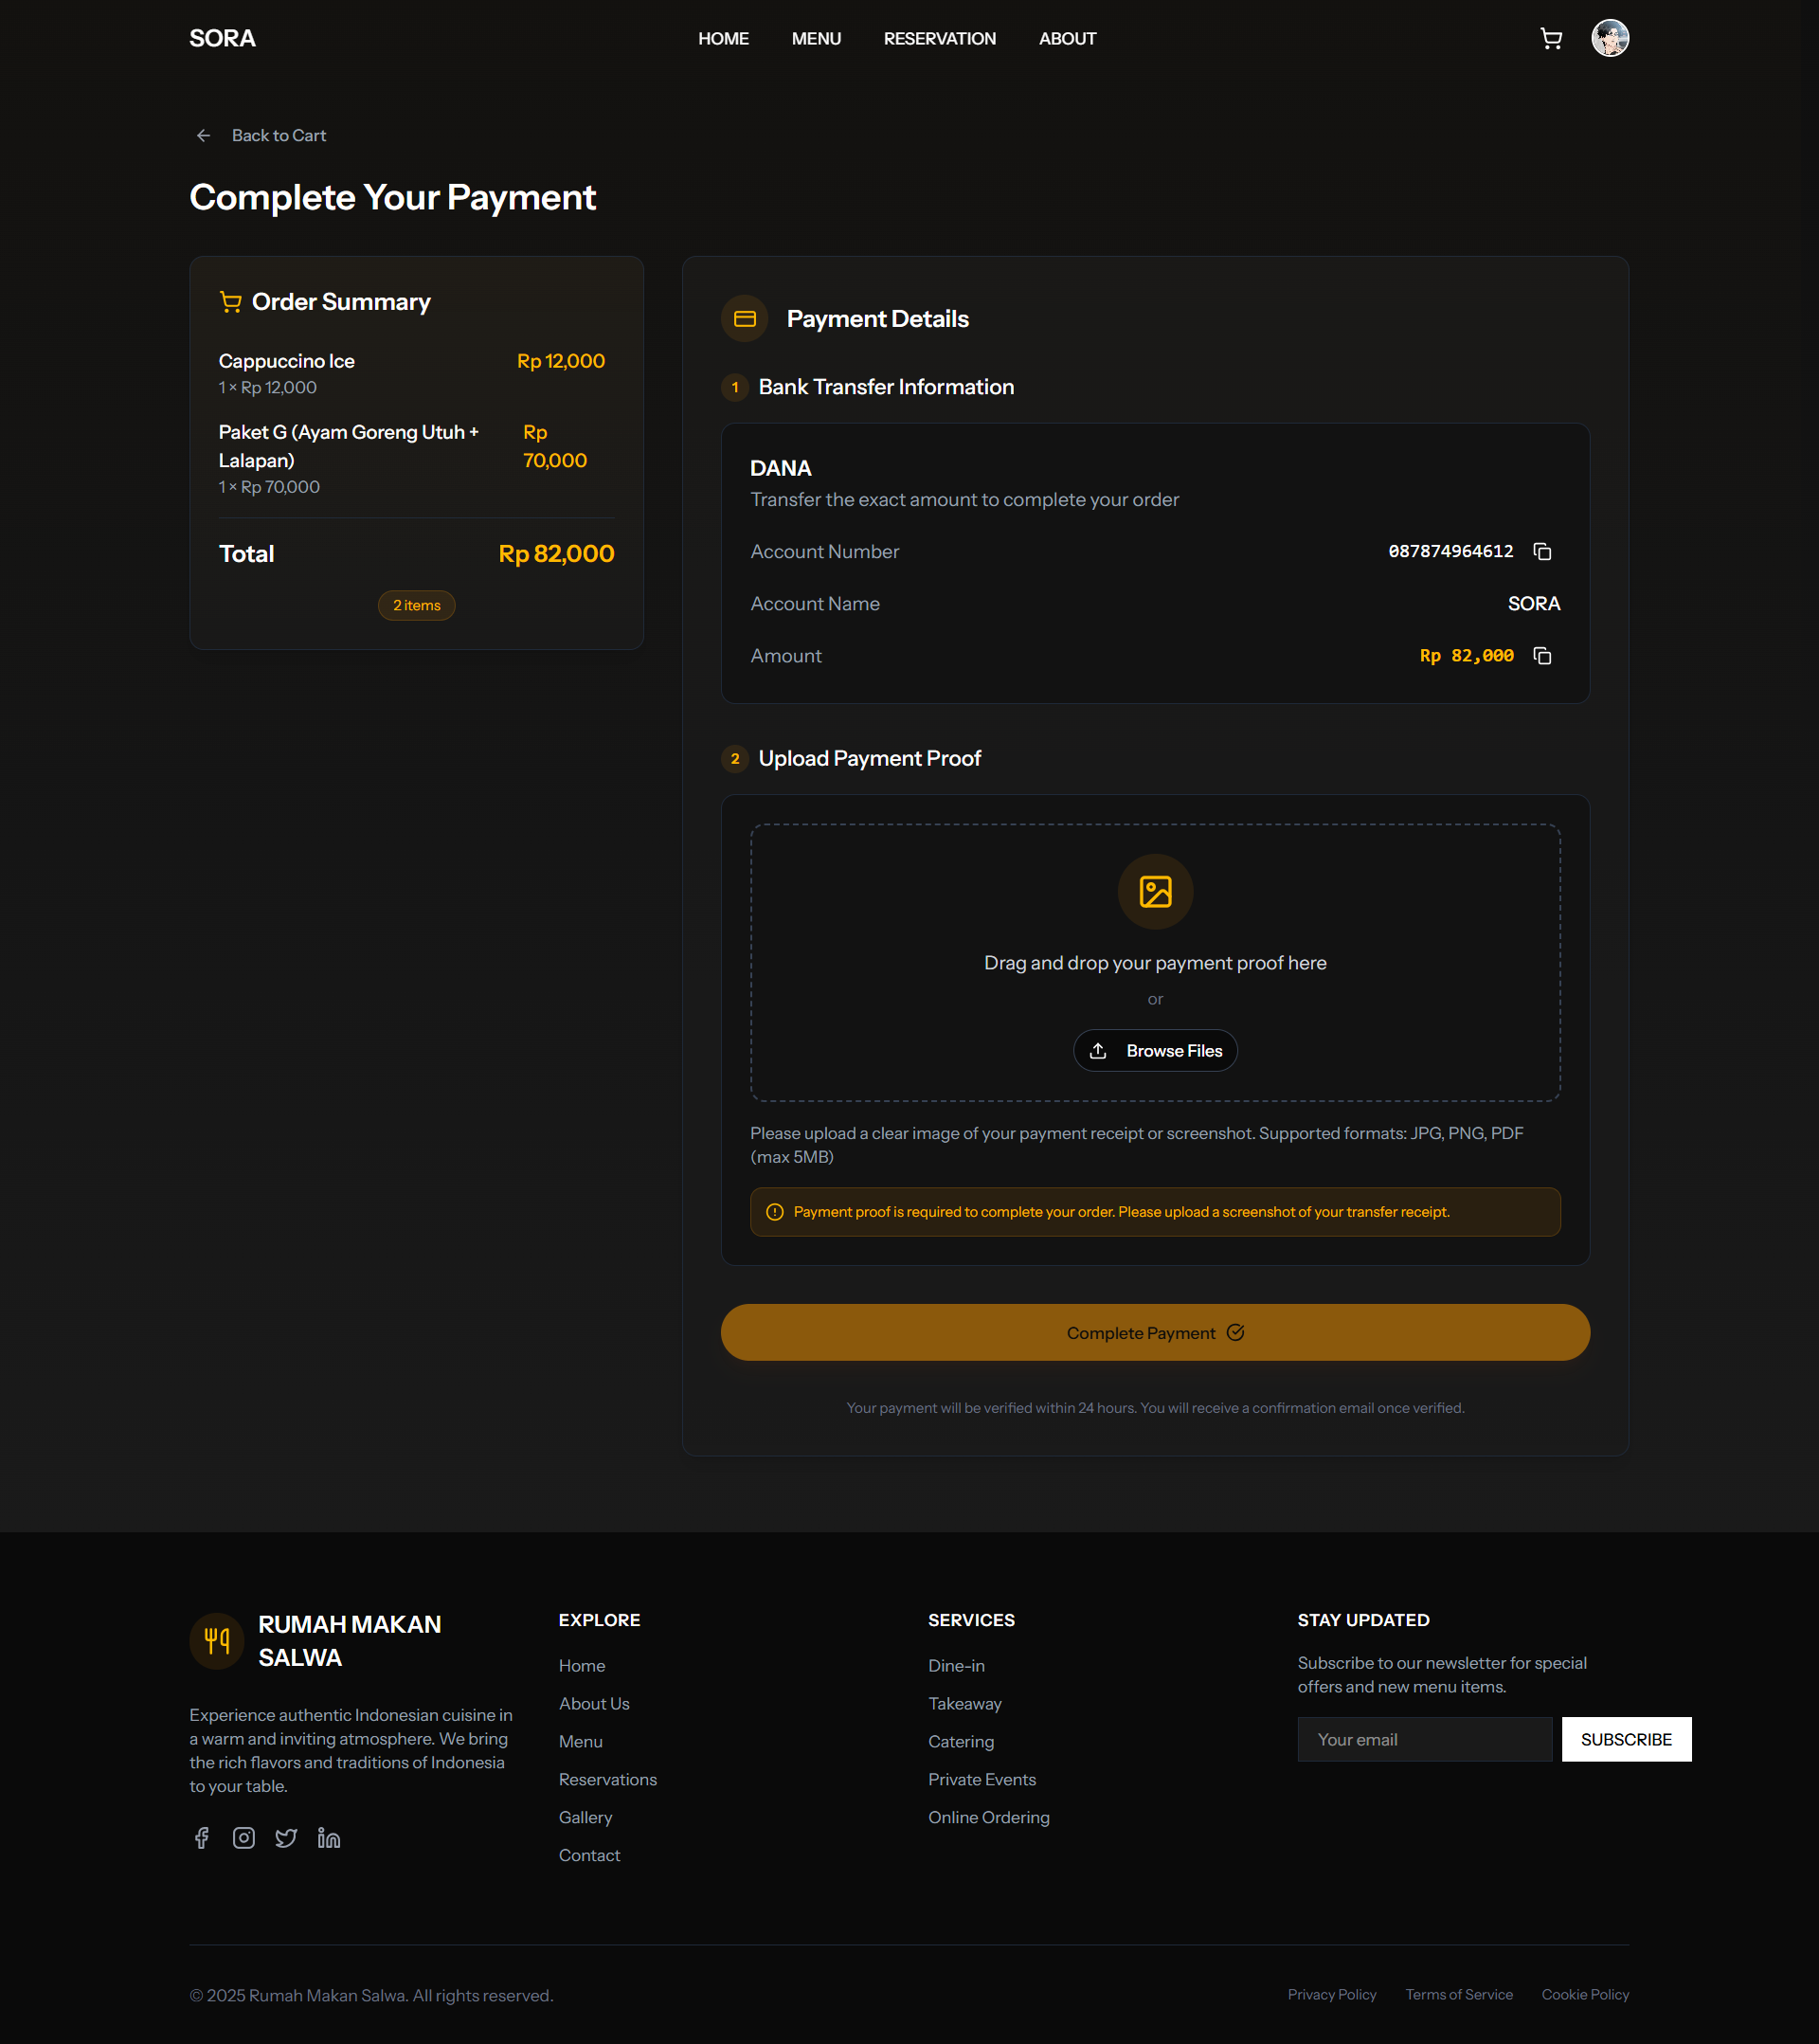 SORA
HOME
MENU
RESERVATION
ABOUT
Back to Cart
Complete Your Payment
Order Summary
Cappuccino Ice
Rp 12,000
1 × Rp 12,000
Paket G (Ayam Goreng Utuh +
Lalapan)
Rp
70,000
1 × Rp 70,000
Total
Rp 82,000
2 items
Payment Details
1
Bank Transfer Information
DANA
Transfer the exact amount to complete your order
Account Number
087874964612
Account Name
SORA
Amount
Rp 82,000
2
Upload Payment Proof
Drag and drop your payment proof here
or
Browse Files
Please upload a clear image of your payment receipt or screenshot. Supported formats: JPG, PNG, PDF
(max 5MB)
Payment proof is required to complete your order. Please upload a screenshot of your transfer receipt.
Complete Payment
Your payment will be verified within 24 hours. You will receive a confirmation email once verified.
RUMAH MAKAN
SALWA
Experience authentic Indonesian cuisine in
a warm and inviting atmosphere. We bring
the rich flavors and traditions of Indonesia
to your table.
EXPLORE
Home
About Us
Menu
Reservations
Gallery
Contact
SERVICES
Dine-in
Takeaway
Catering
Private Events
Online Ordering
STAY UPDATED
Subscribe to our newsletter for special
offers and new menu items.
Your email
SUBSCRIBE
© 2025 Rumah Makan Salwa. All rights reserved.
Privacy Policy
Terms of Service
Cookie Policy